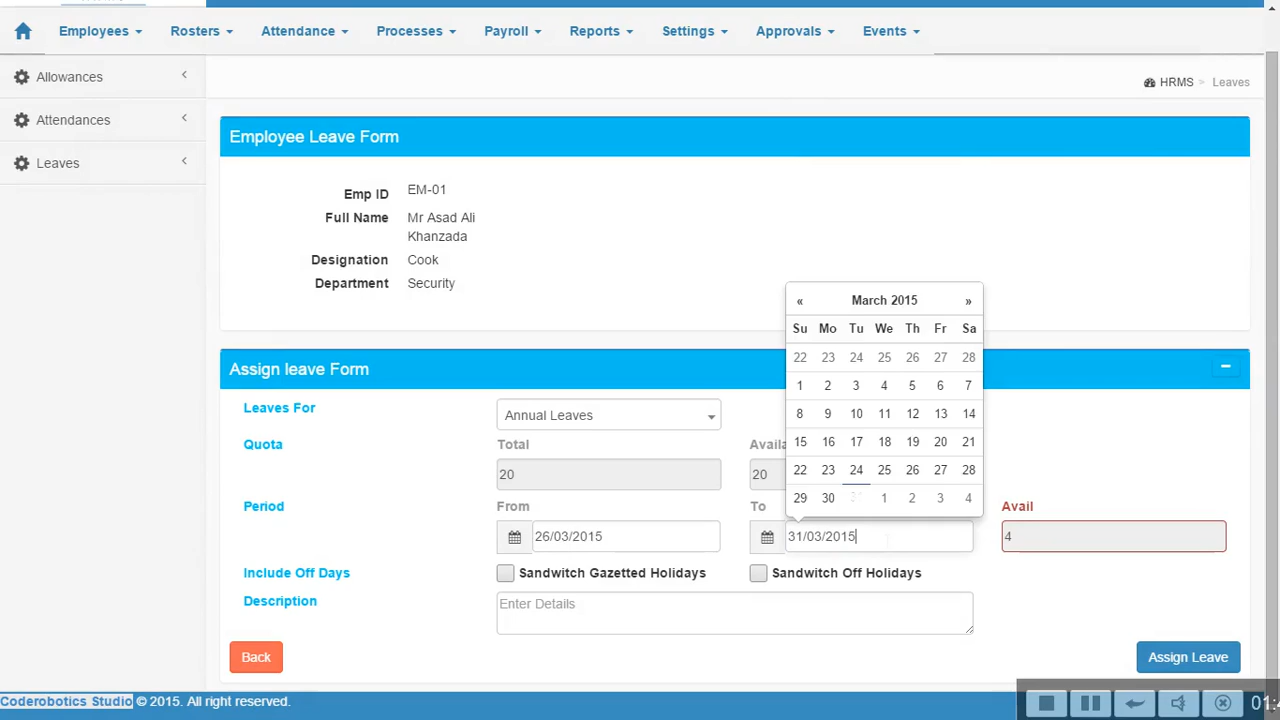 Employees Rosters Attendance Processes Payroll Reports Settings Approvals Events
Allowances
Attendances
Leaves
HRMS > Leaves
Employee Leave Form
Emp ID EM-01
Full Name Mr Asad Ali
Khanzada
Designation Cook
Department Security
Assign leave Form
« March 2015 »
Su Mo Tu We Th Fr Sa
22 23 24 25 26 27 28
1 2 3 4 5 6 7
8 9 10 11 12 13 14
15 16 17 18 19 20 21
22 23 24 25 26 27 28
29 30 31 1 2 3 4
Leaves For Annual Leaves
Quota Total
20 20
Period From To Avail
26/03/2015 31/03/2015 4
Include Off Days Sandwitch Gazetted Holidays Sandwitch Off Holidays
Description Enter Details
Back Assign Leave
Coderobotics Studio © 2015. All right reserved.